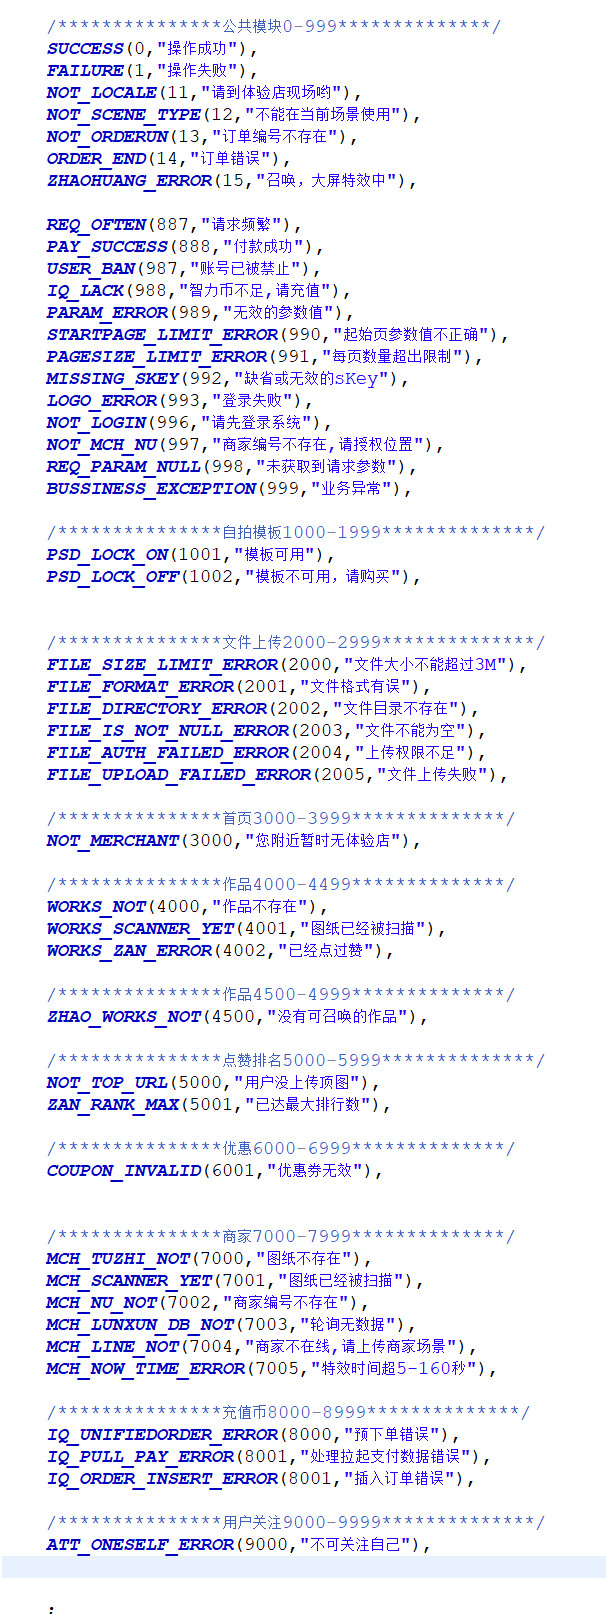 /***************公共模块0-999**************/
SUCCESS(0,"操作成功"),
FAILURE(1,"操作失败"),
NOT_LOCALE(11,"请到体验店现场哟"),
NOT_SCENE_TYPE(12,"不能在当前场景使用"),
NOT_ORDERUN(13,"订单编号不存在"),
ORDER_END(14,"订单错误"),
ZHAOHUANG_ERROR(15,"召唤，大屏特效中"),
REQ_OFTEN(887,"请求频繁"),
PAY_SUCCESS(888,"付款成功"),
USER_BAN(987,"账号已被禁止"),
IQ_LACK(988,"智力币不足,请充值"),
PARAM_ERROR(989,"无效的参数值"),
STARTPAGE_LIMIT_ERROR(990,"起始页参数值不正确"),
PAGESIZE_LIMIT_ERROR(991,"每页数量超出限制"),
MISSING_SKEY(992,"缺省或无效的sKey"),
LOGO_ERROR(993,"登录失败"),
NOT_LOGIN(996,"请先登录系统"),
NOT_MCH_NU(997,"商家编号不存在,请授权位置"),
REQ_PARAM_NULL(998,"未获取到请求参数"),
BUSSINESS_EXCEPTION(999,"业务异常"),
/***************自拍模板1000-1999**************/
PSD_LOCK_ON(1001,"模板可用"),
PSD_LOCK_OFF(1002,"模板不可用，请购买"),
/***************文件上传2000-2999**************/
FILE_SIZE_LIMIT_ERROR(2000,"文件大小不能超过3M"),
FILE_FORMAT_ERROR(2001,"文件格式有误"),
FILE_DIRECTORY_ERROR(2002,"文件目录不存在"),
FILE_IS_NOT_NULL_ERROR(2003,"文件不能为空"),
FILE_AUTH_FAILED_ERROR(2004,"上传权限不足"),
FILE_UPLOAD_FAILED_ERROR(2005,"文件上传失败"),
/***************首页3000-3999**************/
NOT_MERCHANT(3000,"您附近暂时无体验店"),
/***************作品4000-4499**************/
WORKS_NOT(4000,"作品不存在"),
WORKS_SCANNER_YET(4001,"图纸已经被扫描"),
WORKS_ZAN_ERROR(4002,"已经点过赞"),
/***************作品4500-4999**************/
ZHAO_WORKS_NOT(4500,"没有可召唤的作品"),
/***************点赞排名5000-5999**************/
NOT_TOP_URL(5000,"用户没上传顶图"),
ZAN_RANK_MAX(5001,"已达最大排行数"),
/***************优惠6000-6999**************/
COUPON_INVALID(6001,"优惠券无效"),
/***************商家7000-7999**************/
MCH_TUZHI_NOT(7000,"图纸不存在"),
MCH_SCANNER_YET(7001,"图纸已经被扫描"),
MCH_NU_NOT(7002,"商家编号不存在"),
MCH_LUNXUN_DB_NOT(7003,"轮询无数据"),
MCH_LINE_NOT(7004,"商家不在线,请上传商家场景"),
MCH_NOW_TIME_ERROR(7005,"特效时间超5-160秒"),
/***************充值币8000-8999**************/
IQ_UNIFIEDORDER_ERROR(8000,"预下单错误"),
IQ_PULL_PAY_ERROR(8001,"处理拉起支付数据错误"),
IQ_ORDER_INSERT_ERROR(8001,"插入订单错误"),
/***************用户关注9000-9999**************/
ATT_ONESELF_ERROR(9000,"不可关注自己"),
;